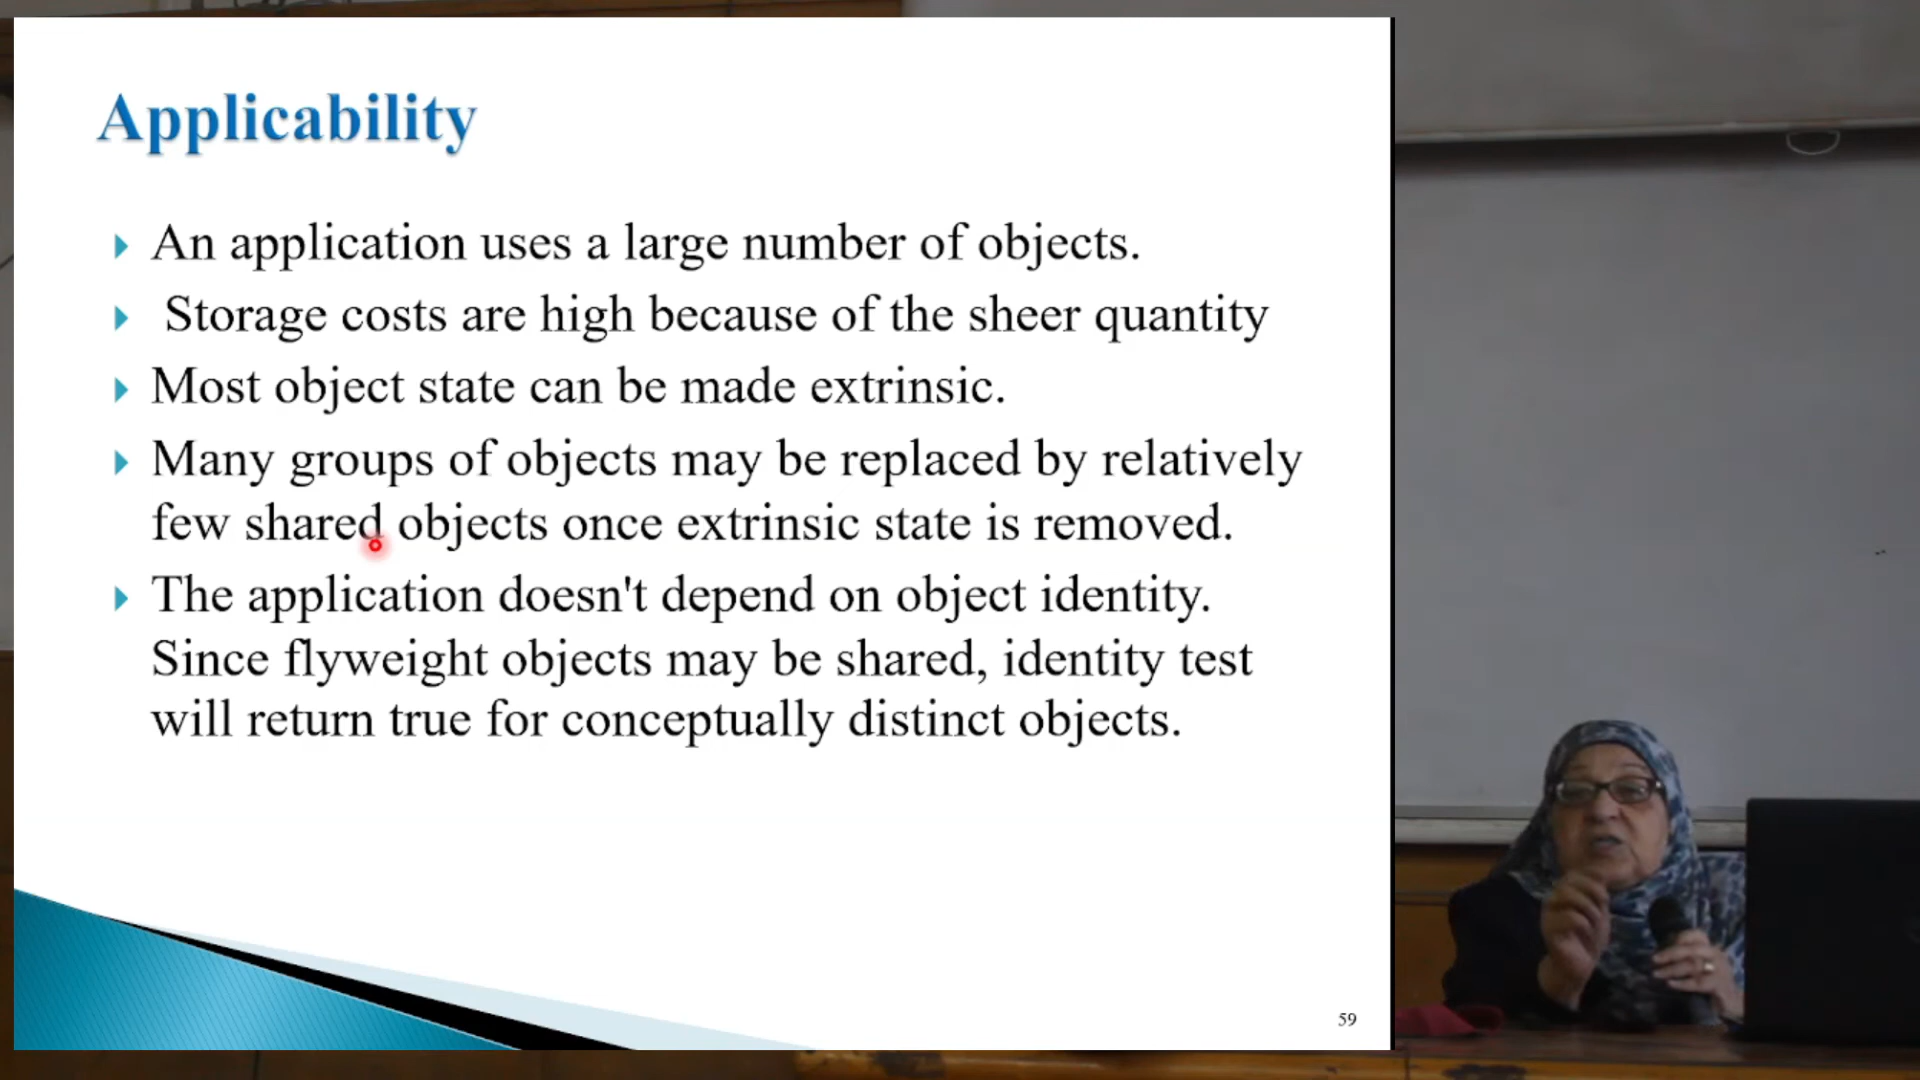 Applicability
An application uses a large number of objects.
Storage costs are high because of the sheer quantity
Most object state can be made extrinsic.
Many groups of objects may be replaced by relatively
few shared objects once extrinsic state is removed.
The application doesn't depend on object identity.
Since flyweight objects may be shared, identity test
will return true for conceptually distinct objects.
59